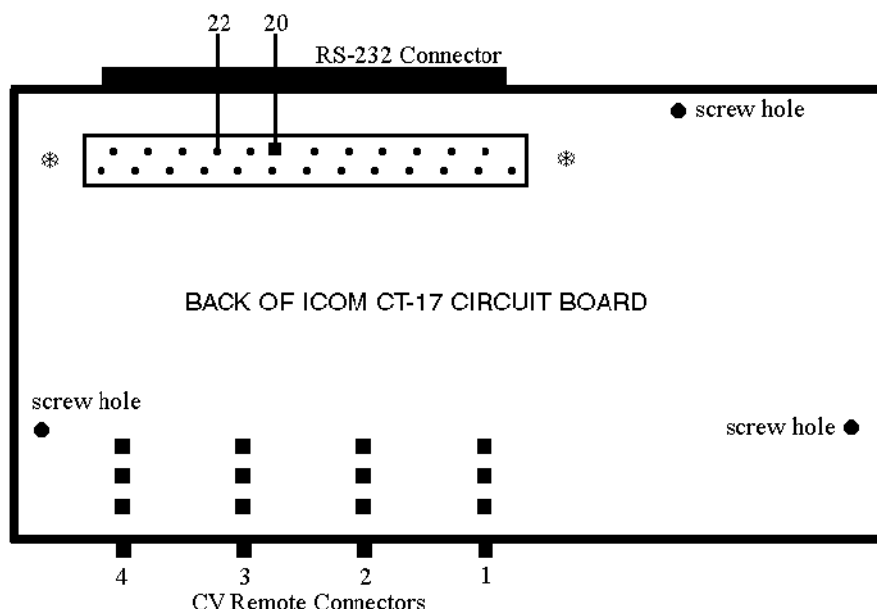 22 20
RS-232 Connector
screw hole
BACK OF ICOM CT-17 CIRCUIT BOARD
screw hole
screw hole
4 3 2 1
CV Remote Connectors